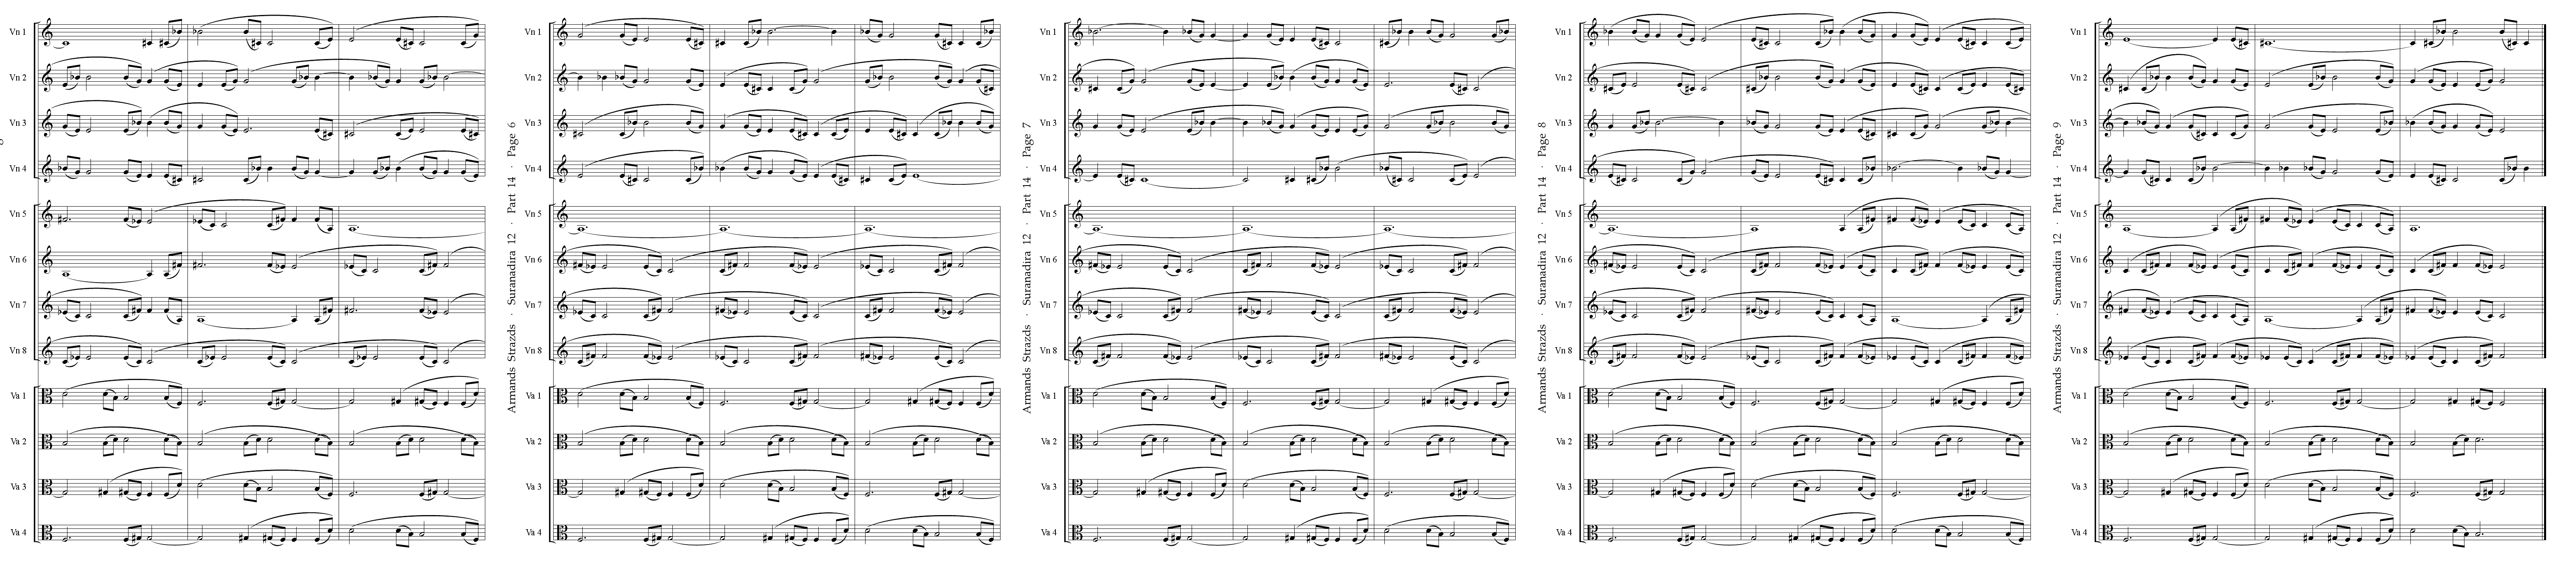 Vn 1
Vn 2
Vn 3
Vn 4
Vn 5
Vn 6
Vn 7
Vn 8
Va 1
Va 2
Va 3
Va 4
Armands Strazds · Suranadira 12 · Part 14 · Page 6
Vn 1
Vn 2
Vn 3
Vn 4
Vn 5
Vn 6
Vn 7
Vn 8
Va 1
Va 2
Va 3
Va 4
Armands Strazds · Suranadira 12 · Part 14 · Page 7
Vn 1
Vn 2
Vn 3
Vn 4
Vn 5
Vn 6
Vn 7
Vn 8
Va 1
Va 2
Va 3
Va 4
Armands Strazds · Suranadira 12 · Part 14 · Page 8
Vn 1
Vn 2
Vn 3
Vn 4
Vn 5
Vn 6
Vn 7
Vn 8
Va 1
Va 2
Va 3
Va 4
Armands Strazds · Suranadira 12 · Part 14 · Page 9
Vn 1
Vn 2
Vn 3
Vn 4
Vn 5
Vn 6
Vn 7
Vn 8
Va 1
Va 2
Va 3
Va 4